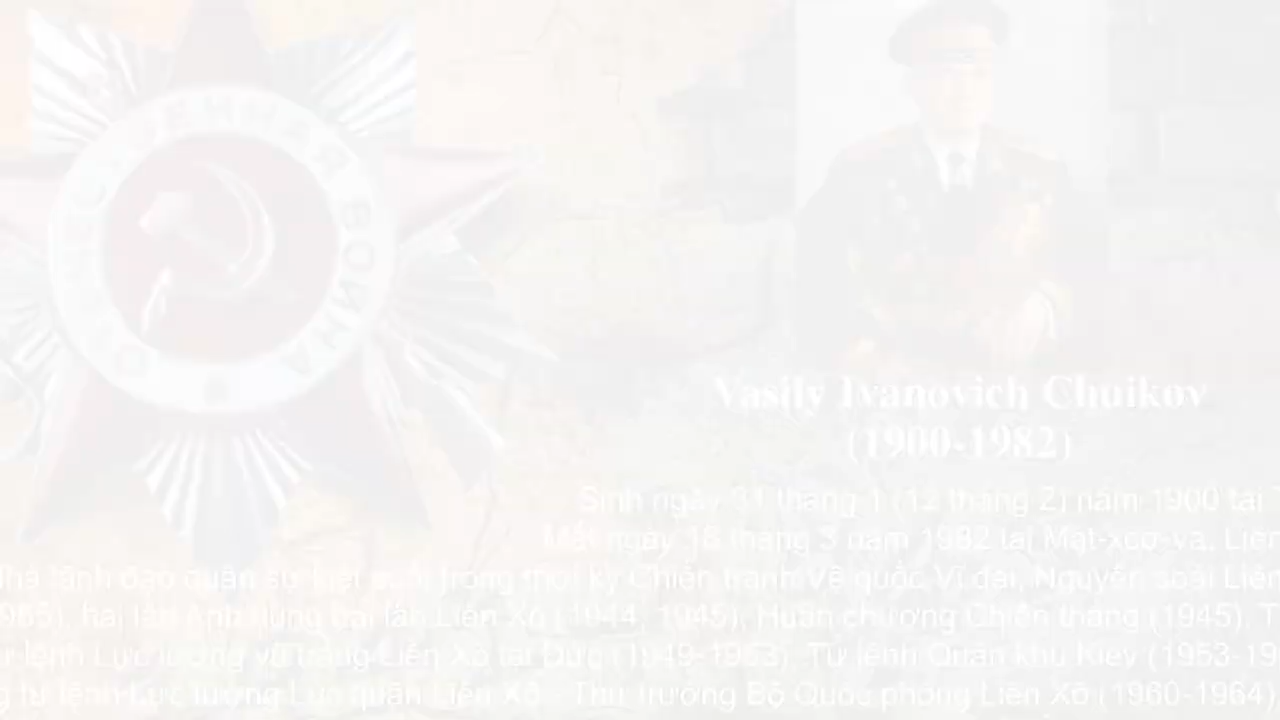 ОТЕЧЕСТВЕННАЯ ВОЙНА
Vasily Ivanovich Chuikov
(1900-1982)
Sinh ngày 31 tháng 1 (12 tháng 2) năm 1900 tại
Mất ngày 18 tháng 3 năm 1982 tại Mát-xcơ-va, Liên
lãnh đạo quân sự kiệt xuất trong thời kỳ Chiến tranh Vệ quốc Vĩ đại, Nguyên soái Liên
hai lần Anh hùng Liên Xô (1944, 1945), Huân chương Chiến thắng (1945),
lệnh Lực lượng vũ trang Liên Xô tại Đức (1949-1953), Tư lệnh Quân khu Kiev (1953-
tư lệnh Lực lượng Lục quân Liên Xô - Thứ trưởng Bộ Quốc phòng Liên Xô (1960-1964)